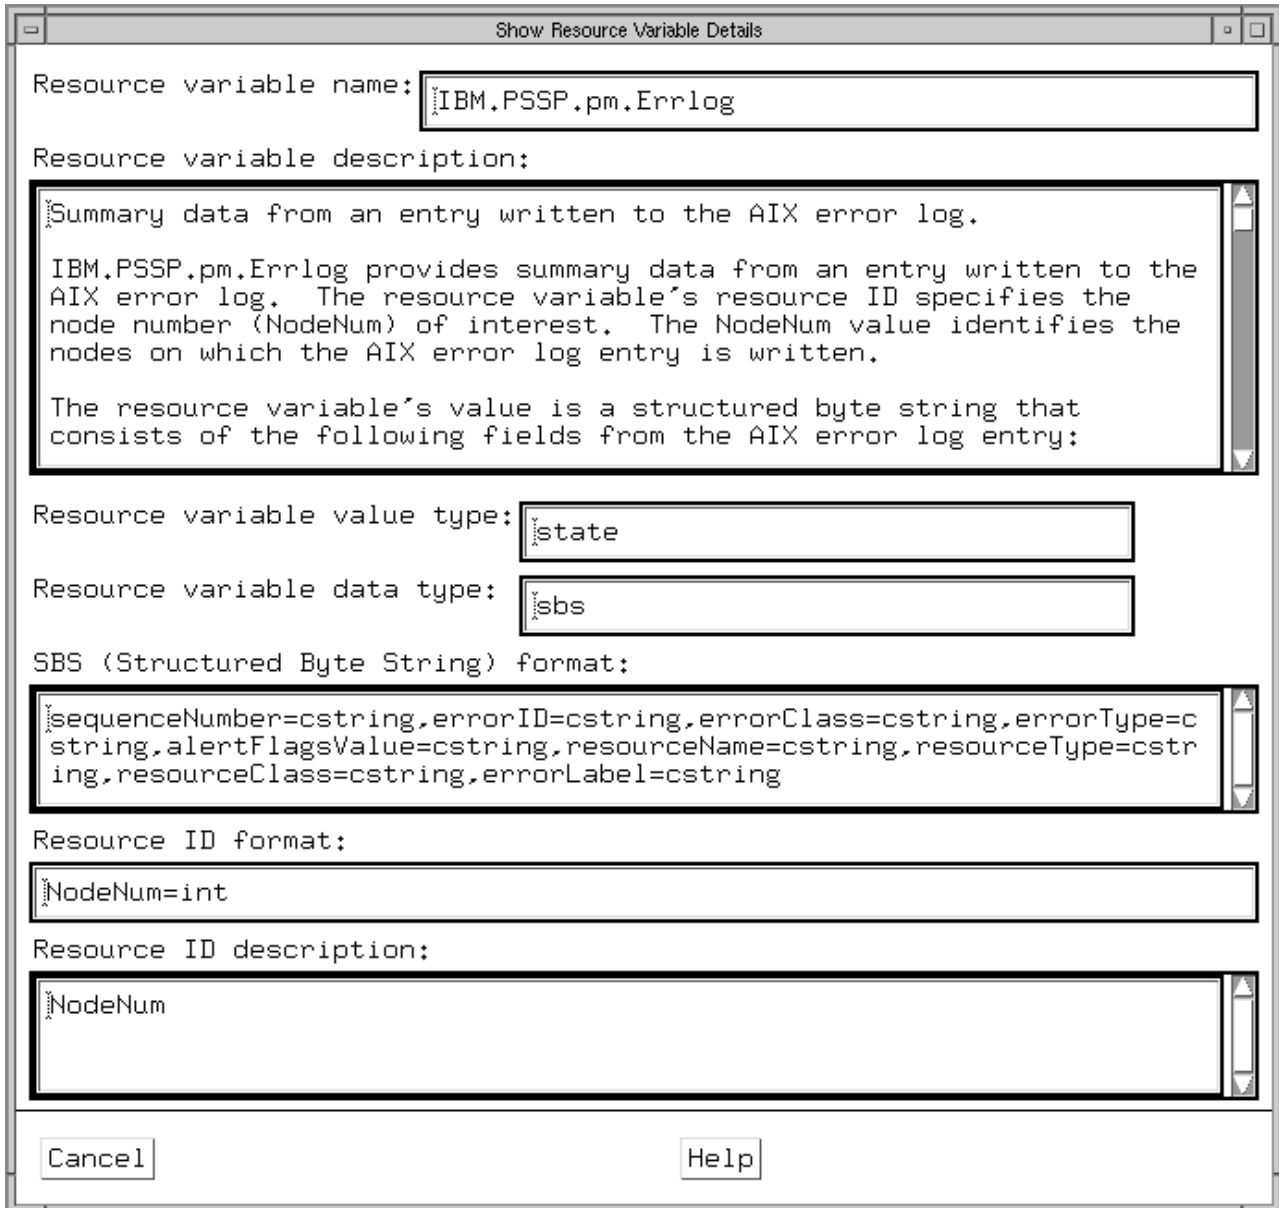 Show Resource Variable Details
Resource variable name:
IBM.PSSP.pm.Errlog
Resource variable description:
Summary data from an entry written to the AIX error log.
IBM.PSSP.pm.Errlog provides summary data from an entry written to the
AIX error log.  The resource variable's resource ID specifies the
node number (NodeNum) of interest.  The NodeNum value identifies the
nodes on which the AIX error log entry is written.
The resource variable's value is a structured byte string that
consists of the following fields from the AIX error log entry:
Resource variable value type:
state
Resource variable data type:
sbs
SBS (Structured Byte String) format:
sequenceNumber=cstring,errorID=cstring,errorClass=cstring,errorType=c
string,alertFlagsValue=cstring,resourceName=cstring,resourceType=cstr
ing,resourceClass=cstring,errorLabel=cstring
Resource ID format:
NodeNum=int
Resource ID description:
NodeNum
Cancel
Help